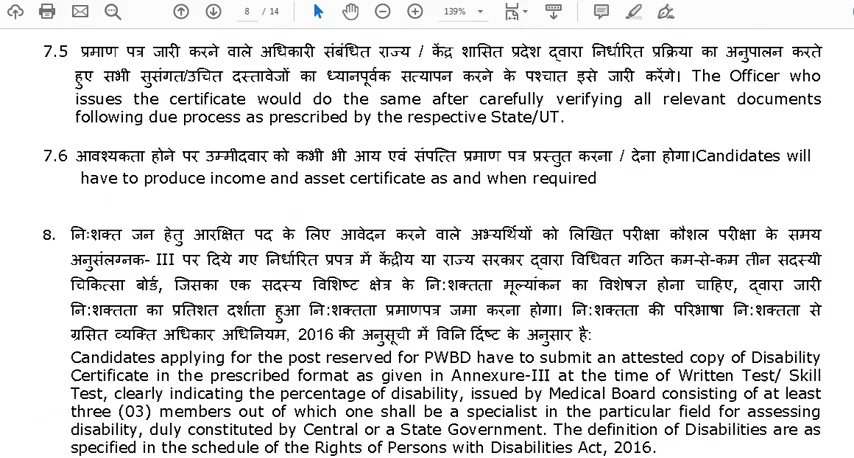 8 / 14
139%
7.5 प्रमाण पत्र जारी करने वाले अधिकारी संबंधित राज्य / केंद्र शासित प्रदेश द्वारा निर्धारित प्रक्रिया का अनुपालन करते
हुए सभी सुसंगत/उचित दस्तावेजों का ध्यानपूर्वक सत्यापन करने के पश्चात इसे जारी करेंगे। The Officer who
issues the certificate would do the same after carefully verifying all relevant documents
following due process as prescribed by the respective State/UT.
7.6 आवश्यकता होने पर उम्मीदवार को कभी भी आय एवं संपत्ति प्रमाण पत्र प्रस्तुत करना / देना होगा।Candidates will
have to produce income and asset certificate as and when required
8. निःशक्त जन हेतु आरक्षित पद के लिए आवेदन करने वाले अभ्यर्थियों को लिखित परीक्षा कौशल परीक्षा के समय
अनुसंलग्नक- III पर दिये गए निर्धारित प्रपत्र में केंद्रीय या राज्य सरकार द्वारा विधिवत गठित कम-से-कम तीन सदस्यी
चिकित्सा बोर्ड, जिसका एक सदस्य विशिष्ट क्षेत्र के नि:शक्तता मूल्यांकन का विशेषज्ञ होना चाहिए, द्वारा जारी
नि:शक्तता का प्रतिशत दर्शाता हुआ नि:शक्तता प्रमाणपत्र जमा करना होगा। नि:शक्तता की परिभाषा नि:शक्तता से
ग्रसित व्यक्ति अधिकार अधिनियम, 2016 की अनुसूची में विनिर्दिष्ट के अनुसार है:
Candidates applying for the post reserved for PWBD have to submit an attested copy of Disability
Certificate in the prescribed format as given in Annexure-III at the time of Written Test/ Skill
Test, clearly indicating the percentage of disability, issued by Medical Board consisting of at least
three (03) members out of which one shall be a specialist in the particular field for assessing
disability, duly constituted by Central or a State Government. The definition of Disabilities are as
specified in the schedule of the Rights of Persons with Disabilities Act, 2016.